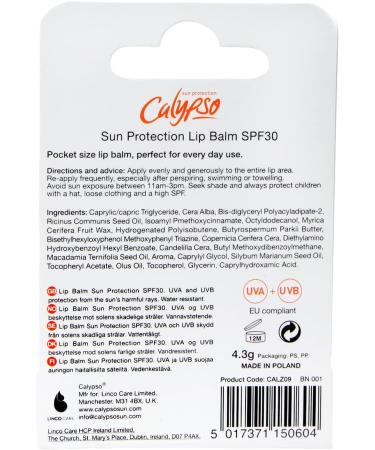 sun protection
Calypso
Sun Protection Lip Balm SPF30
Pocket size lip balm, perfect for every day use.
Directions and advice: Apply evenly and generously to the entire lip area.
Re-apply frequently, especially after perspiring, swimming or towelling.
Avoid sun exposure between 11am-3pm. Seek shade and always protect children
with a hat, loose clothing and a high SPF.
Ingredients: Caprylic/capric Triglyceride, Cera Alba, Bis-diglyceryl Polyacyladipate-2,
Ricinus Communis Seed Oil, Isoamyl Pmethoxycinnamate, Octyldodecanol, Myrica
Cerifera Fruit Wax, Hydrogenated Polyisobutene, Butyrospermum Parkii Butter,
Bisethylhexyloxyphenol Methoxyphenyl Triazine, Copernicia Cerifera Cera, Diethylamino
Hydroxybenzoyl Hexyl Benzoate, Candelilla Cera, Butyl Methoxydibenzoylmethane,
Macadamia Ternifolia Seed Oil, Aroma, Caprylyl Glycol, Silybum Marianum Seed Oil,
Tocopheryl Acetate, Olus Oil, Tocopherol, Glycerin, Caprylhydroxamic Acid.
GB Lip Balm Sun Protection SPF30. UVA and UVB
protection from the sun's harmful rays. Water resistant.
NO Lip Balm Sun Protection SPF30. UVA og UVB
beskyttelse mot solens skadelige stråler. Vannavstøtende.
SE Lip Balm Sun Protection SPF30. UVA och UVB skydd
från solens skadliga strålar. Vattentåligt.
DK Lip Balm Sun Protection SPF30. UVA og UVB
beskyttelse mod solens farlige stråler. Vandresistent.
FI Lip Balm Sun Protection SPF30. UVA ja UVB suojaa
auringon haitallisilta säteiltä. Vedenkestävä.
UVA + UVB
EU compliant
12M
4.3g Packaging: PS, PP.
MADE IN POLAND
Product Code: CALZ09 BN 001
Calypso®
Mfr for: Linco Care Limited.
Manchester, M31 4BX, U.K.
www.calypsosun.com
info@calypsosun.com
LINCO CARE
Linco Care HCP Ireland Limited.
The Church, St. Mary's Place, Dublin, Ireland, D07 P4AX.
5 017371 150604